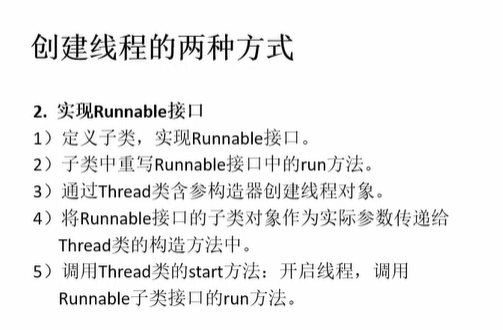 创建线程的两种方式
2. 实现Runnable接口
1）定义子类，实现Runnable接口。
2）子类中重写Runnable接口中的run方法。
3）通过Thread类含参构造器创建线程对象。
4）将Runnable接口的子类对象作为实际参数传递给
Thread类的构造方法中。
5）调用Thread类的start方法：开启线程，调用
Runnable子类接口的run方法。